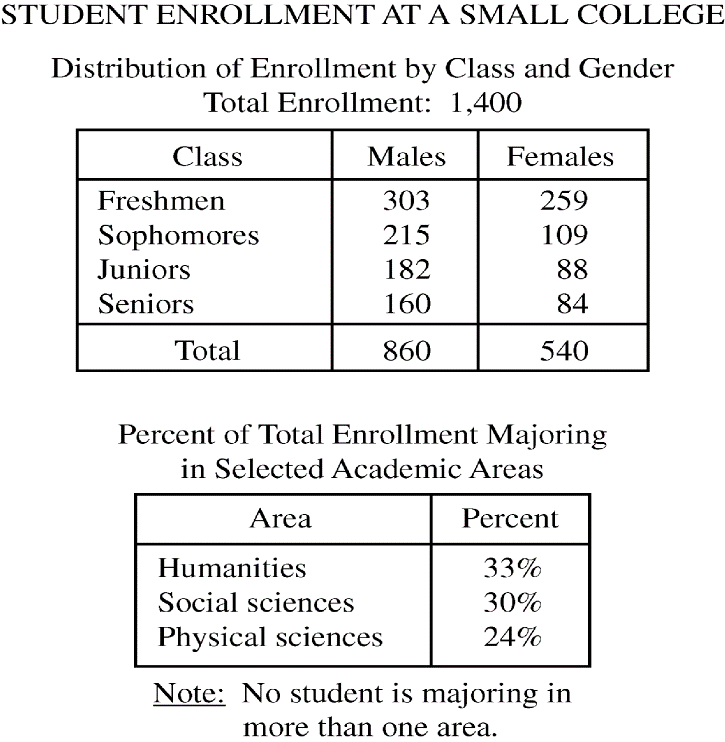 STUDENT ENROLLMENT AT A SMALL COLLEGE
Distribution of Enrollment by Class and Gender
Total Enrollment: 1,400
Class Males Females
Freshmen 303 259
Sophomores 215 109
Juniors 182 88
Seniors 160 84
Total 860 540
Percent of Total Enrollment Majoring
in Selected Academic Areas
Area Percent
Humanities 33%
Social sciences 30%
Physical sciences 24%
Note: No student is majoring in
more than one area.